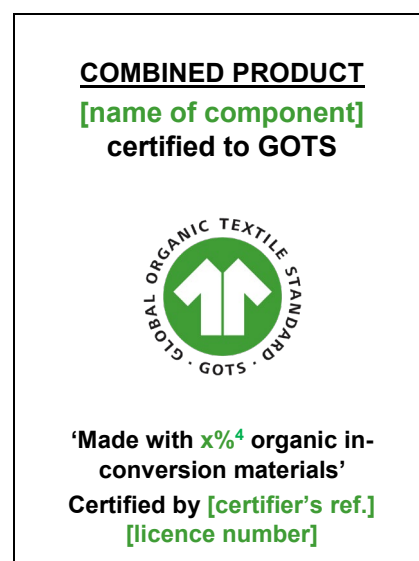 COMBINED PRODUCT
[name of component]
certified to GOTS
GLOBAL ORGANIC TEXTILE STANDARD
· GOTS ·
‘Made with x%⁴ organic in-
conversion materials’
Certified by [certifier’s ref.]
[licence number]